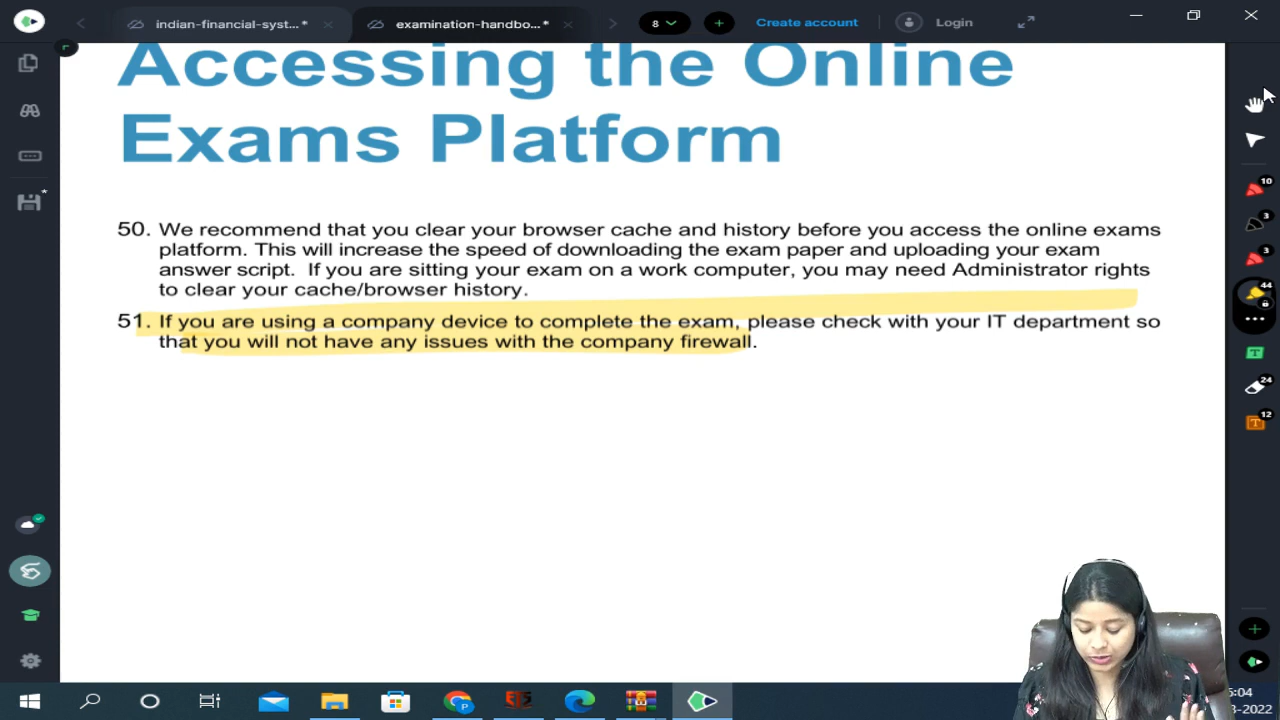 indian-financial-syst...*
examination-handbo...*
8
Create account
Login
Accessing the Online
Exams Platform
50. We recommend that you clear your browser cache and history before you access the online exams
platform. This will increase the speed of downloading the exam paper and uploading your exam
answer script. If you are sitting your exam on a work computer, you may need Administrator rights
to clear your cache/browser history.
51. If you are using a company device to complete the exam, please check with your IT department so
that you will not have any issues with the company firewall.
10
3
3
44
T
24
T
12